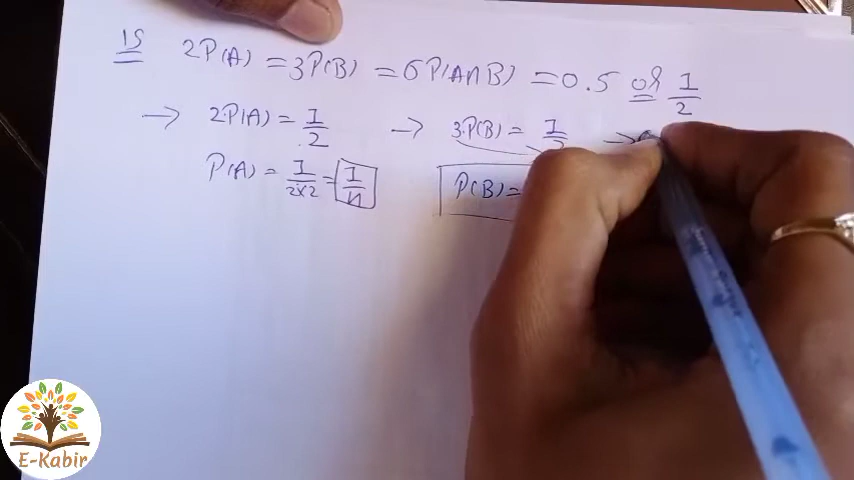 15 2P(A) = 3P(B) = 6P(A∩B) = 0.5 or 1/2
→ 2P(A) = 1/2 → 3P(B) = 1/2 →
P(A) = 1/2×2 = 1/4 P(B) =
E-Kabir